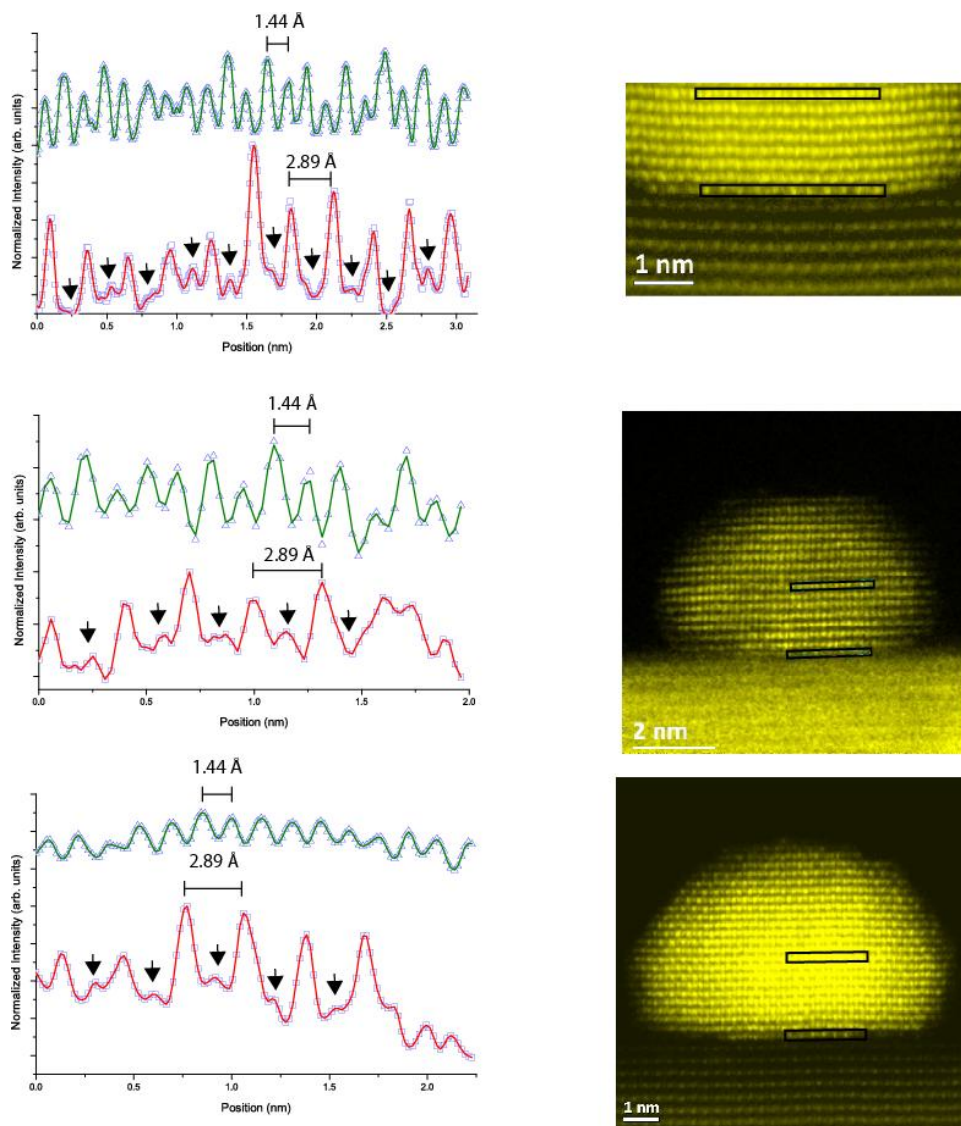 1.44 Å
2.89 Å
Normalized Intensity (arb. units)
0.0 0.5 1.0 1.5 2.0 2.5 3.0
Position (nm)
1 nm
1.44 Å
2.89 Å
Normalized Intensity (arb. units)
0.0 0.5 1.0 1.5 2.0
Position (nm)
2 nm
1.44 Å
2.89 Å
Normalized Intensity (arb. units)
0.0 0.5 1.0 1.5 2.0
Position (nm)
1 nm